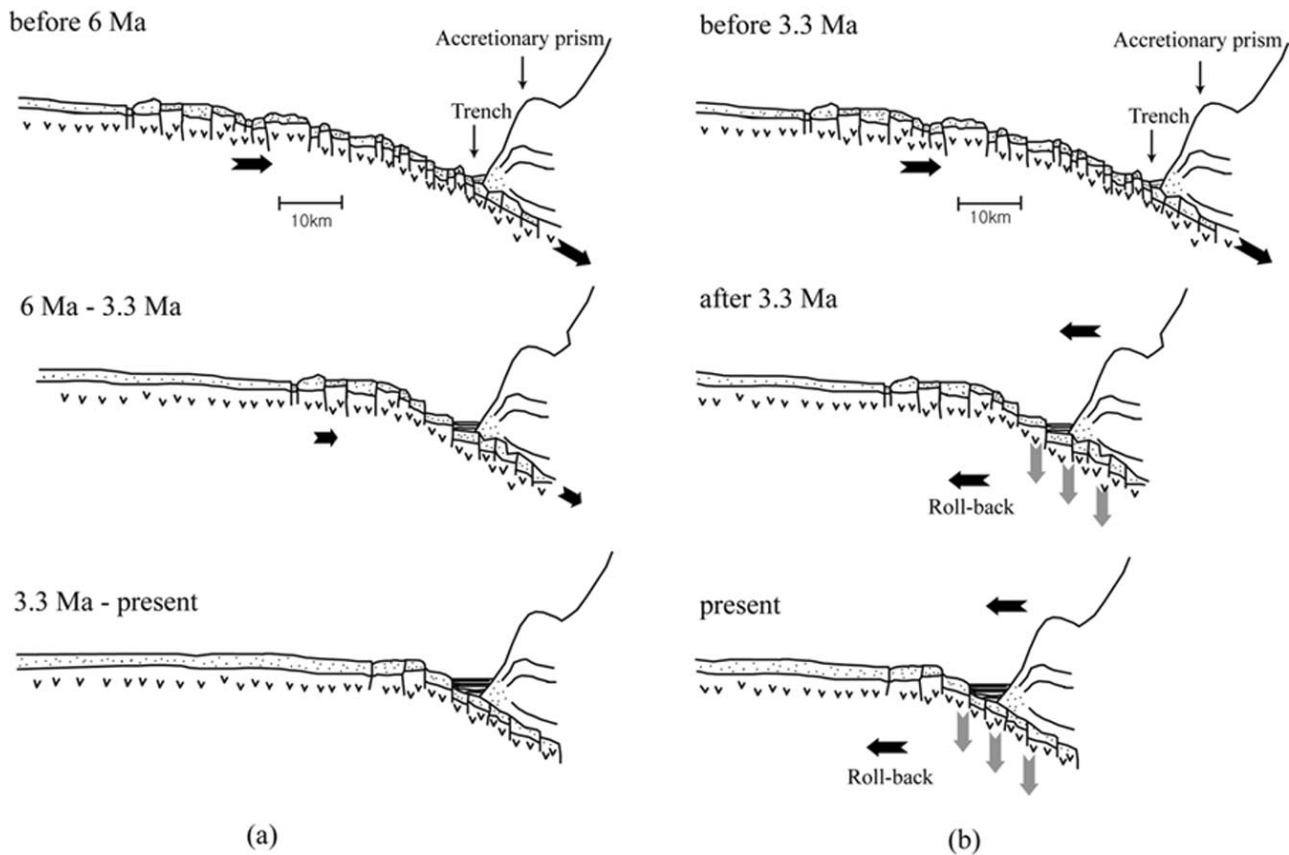 before 6 Ma
Accretionary prism
Trench
10km
6 Ma - 3.3 Ma
3.3 Ma - present
(a)
before 3.3 Ma
Accretionary prism
Trench
10km
after 3.3 Ma
Roll-back
present
Roll-back
(b)